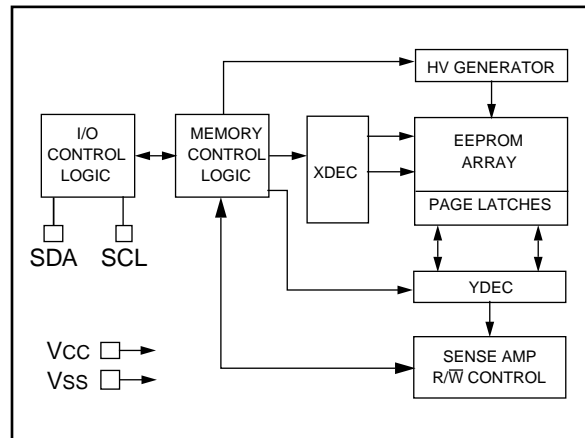 HV GENERATOR
I/O
CONTROL
LOGIC
MEMORY
CONTROL
LOGIC
XDEC
EEPROM
ARRAY
PAGE LATCHES
SDA
SCL
YDEC
VCC
VSS
SENSE AMP
R/W̅ CONTROL